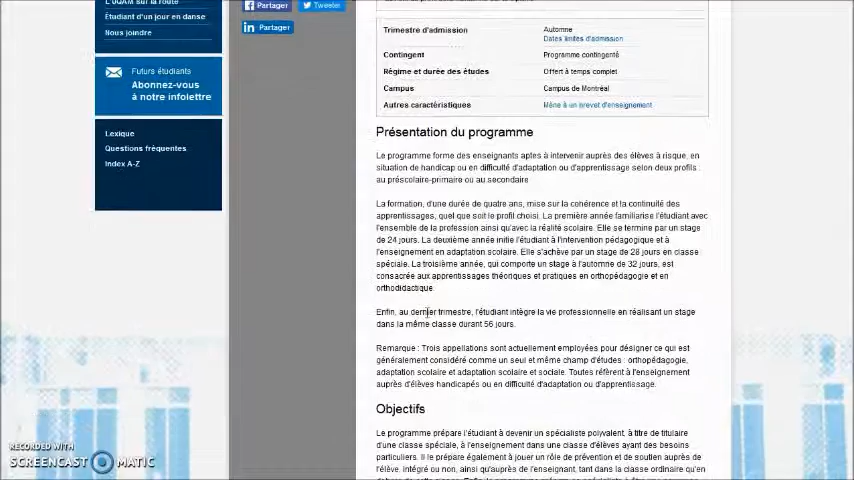 L'UQAM sur la route
Étudiant d'un jour en danse
Nous joindre
Futurs étudiants
Abonnez-vous
à notre infolettre
Lexique
Questions fréquentes
Index A-Z
Partager
Tweeter
Partager
Trimestre d'admission Automne
Dates limites d'admission
Contingent Programme contingenté
Régime et durée des études Offert à temps complet
Campus Campus de Montréal
Autres caractéristiques Mène à un brevet d'enseignement
Présentation du programme
Le programme forme des enseignants aptes à intervenir auprès des élèves à risque, en
situation de handicap ou en difficulté d'adaptation ou d'apprentissage selon deux profils :
au préscolaire-primaire ou au secondaire
La formation, d'une durée de quatre ans, mise sur la cohérence et la continuité des
apprentissages, quel que soit le profil choisi. La première année familiarise l'étudiant avec
l'ensemble de la profession ainsi qu'avec la réalité scolaire. Elle se termine par un stage
de 24 jours. La deuxième année initie l'étudiant à l'intervention pédagogique et à
l'enseignement en adaptation scolaire. Elle s'achève par un stage de 28 jours en classe
spéciale. La troisième année, qui comporte un stage à l'automne de 32 jours, est
consacrée aux apprentissages théoriques et pratiques en orthopédagogie et en
orthodidactique.
Enfin, au dernier trimestre, l'étudiant intègre la vie professionnelle en réalisant un stage
dans la même classe durant 56 jours.
Remarque : Trois appellations sont actuellement employées pour désigner ce qui est
généralement considéré comme un seul et même champ d'études : orthopédagogie,
adaptation scolaire et adaptation scolaire et sociale. Toutes réfèrent à l'enseignement
auprès d'élèves handicapés ou en difficulté d'adaptation ou d'apprentissage.
Objectifs
Le programme prépare l'étudiant à devenir un spécialiste polyvalent, à titre de titulaire
d'une classe spéciale, à l'enseignement dans une classe d'élèves ayant des besoins
particuliers. Il le prépare également à jouer un rôle de prévention et de soutien auprès de
l'élève, intégré ou non, ainsi qu'auprès de l'enseignant, tant dans la classe ordinaire qu'en
RECORDED WITH
SCREENCAST MATIC